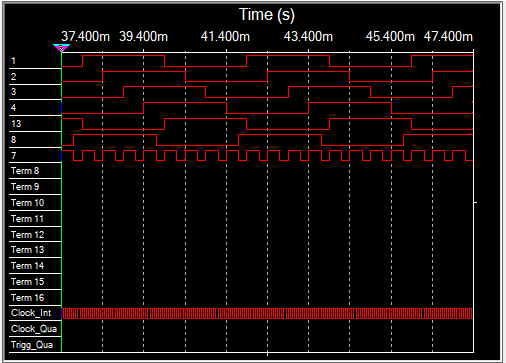 Time (s)
37.400m 39.400m 41.400m 43.400m 45.400m 47.400m
1
2
3
4
13
8
7
Term 8
Term 9
Term 10
Term 11
Term 12
Term 13
Term 14
Term 15
Term 16
Clock_Int
Clock_Qua
Trigg_Qua